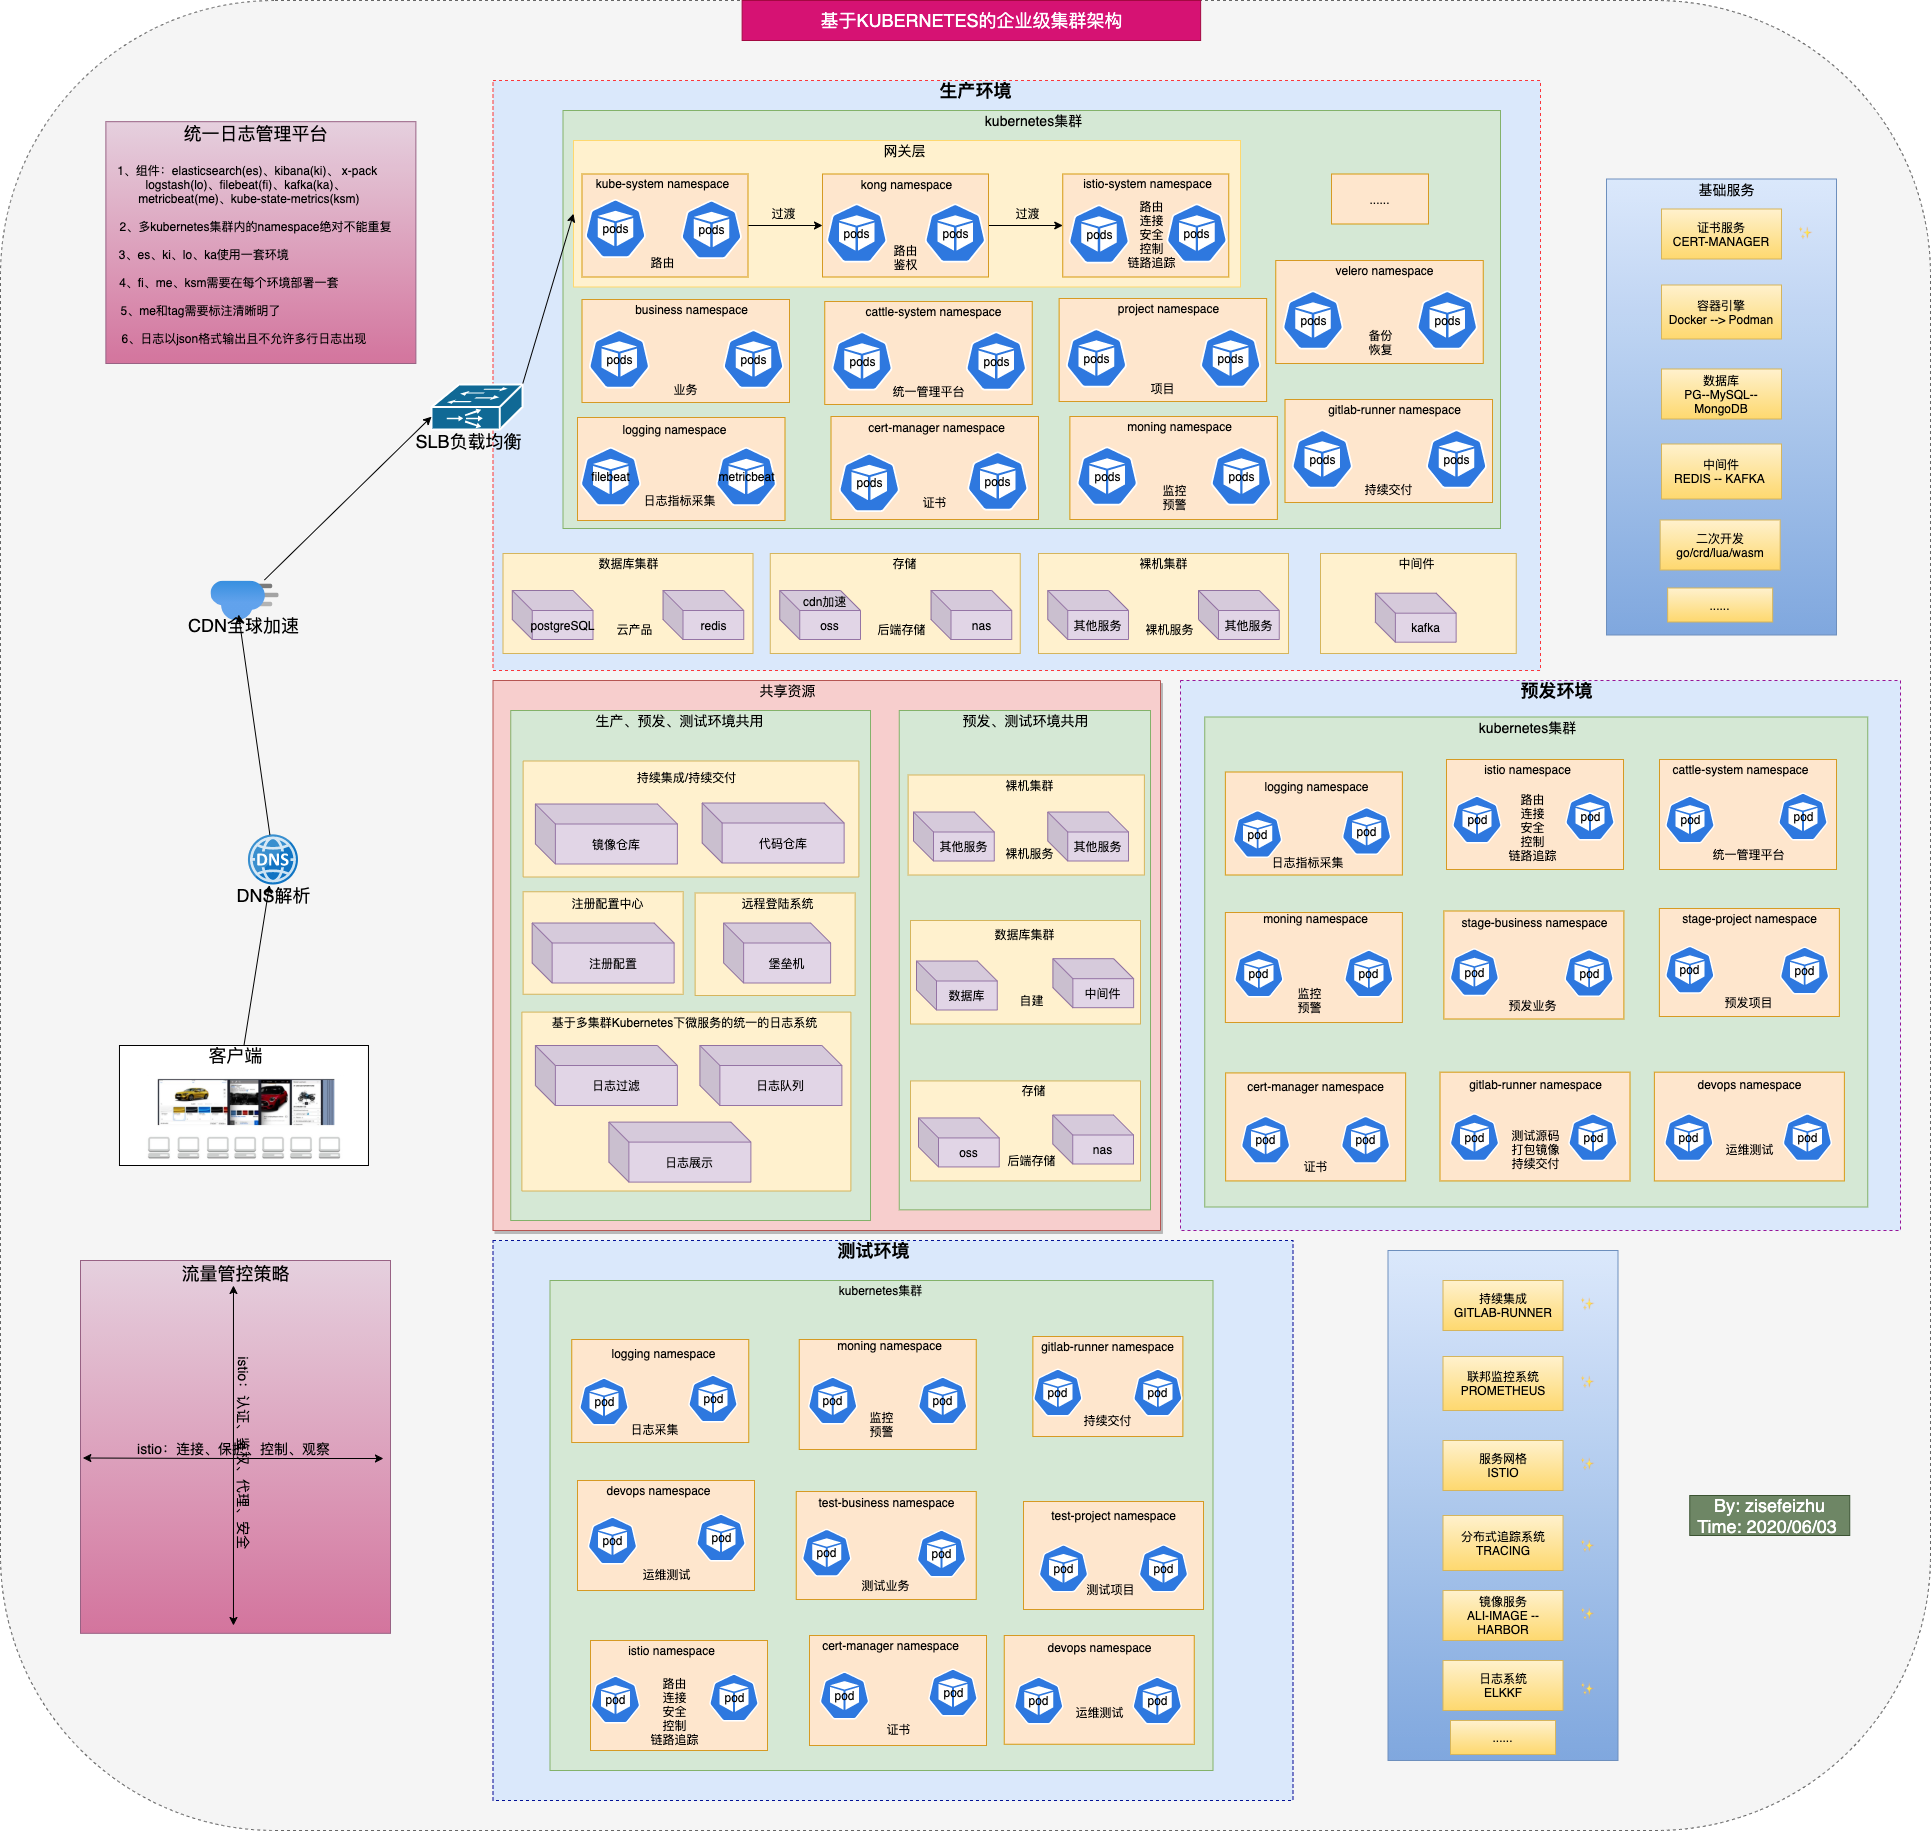 基于KUBERNETES的企业级集群架构
统一日志管理平台
1、组件：elasticsearch(es)、kibana(ki)、 x-pack
logstash(lo)、filebeat(fi)、kafka(ka)、
metricbeat(me)、kube-state-metrics(ksm)
2、多kubernetes集群内的namespace绝对不能重复
3、es、ki、lo、ka使用一套环境
4、fi、me、ksm需要在每个环境部署一套
5、me和tag需要标注清晰明了
6、日志以json格式输出且不允许多行日志出现
SLB负载均衡
CDN全球加速
DNS解析
客户端
流量管控策略
istio：认证、鉴权、代理、安全
istio：连接、保护、控制、观察
生产环境
kubernetes集群
网关层
kube-system namespace
pods
pods
路由
过渡
kong namespace
pods
pods
路由
鉴权
过渡
istio-system namespace
pods
pods
路由
连接
安全
控制
链路追踪
......
business namespace
pods
pods
业务
cattle-system namespace
pods
pods
统一管理平台
project namespace
pods
pods
项目
velero namespace
pods
pods
备份
恢复
logging namespace
filebeat
metricbeat
日志指标采集
cert-manager namespace
pods
pods
证书
moning namespace
pods
pods
监控
预警
gitlab-runner namespace
pods
pods
持续交付
数据库集群
postgreSQL
云产品
redis
存储
cdn加速
oss
后端存储
nas
裸机集群
其他服务
裸机服务
其他服务
中间件
kafka
基础服务
证书服务
CERT-MANAGER
容器引擎
Docker --> Podman
数据库
PG--MySQL--
MongoDB
中间件
REDIS -- KAFKA
二次开发
go/crd/lua/wasm
......
共享资源
生产、预发、测试环境共用
持续集成/持续交付
镜像仓库
代码仓库
注册配置中心
注册配置
远程登陆系统
堡垒机
基于多集群Kubernetes下微服务的统一的日志系统
日志过滤
日志队列
日志展示
预发、测试环境共用
裸机集群
其他服务
裸机服务
其他服务
数据库集群
数据库
自建
中间件
存储
oss
后端存储
nas
预发环境
kubernetes集群
logging namespace
pod
pod
日志指标采集
istio namespace
pod
pod
路由
连接
安全
控制
链路追踪
cattle-system namespace
pod
pod
统一管理平台
moning namespace
pod
pod
监控
预警
stage-business namespace
pod
pod
预发业务
stage-project namespace
pod
pod
预发项目
cert-manager namespace
pod
pod
证书
gitlab-runner namespace
pod
pod
测试源码
打包镜像
持续交付
devops namespace
pod
pod
运维测试
测试环境
kubernetes集群
logging namespace
pod
pod
日志采集
moning namespace
pod
pod
监控
预警
gitlab-runner namespace
pod
pod
持续交付
devops namespace
pod
pod
运维测试
test-business namespace
pod
pod
测试业务
test-project namespace
pod
pod
测试项目
istio namespace
pod
pod
路由
连接
安全
控制
链路追踪
cert-manager namespace
pod
pod
证书
devops namespace
pod
pod
运维测试
持续集成
GITLAB-RUNNER
联邦监控系统
PROMETHEUS
服务网格
ISTIO
分布式追踪系统
TRACING
镜像服务
ALI-IMAGE --
HARBOR
日志系统
ELKKF
......
By: zisefeizhu
Time: 2020/06/03